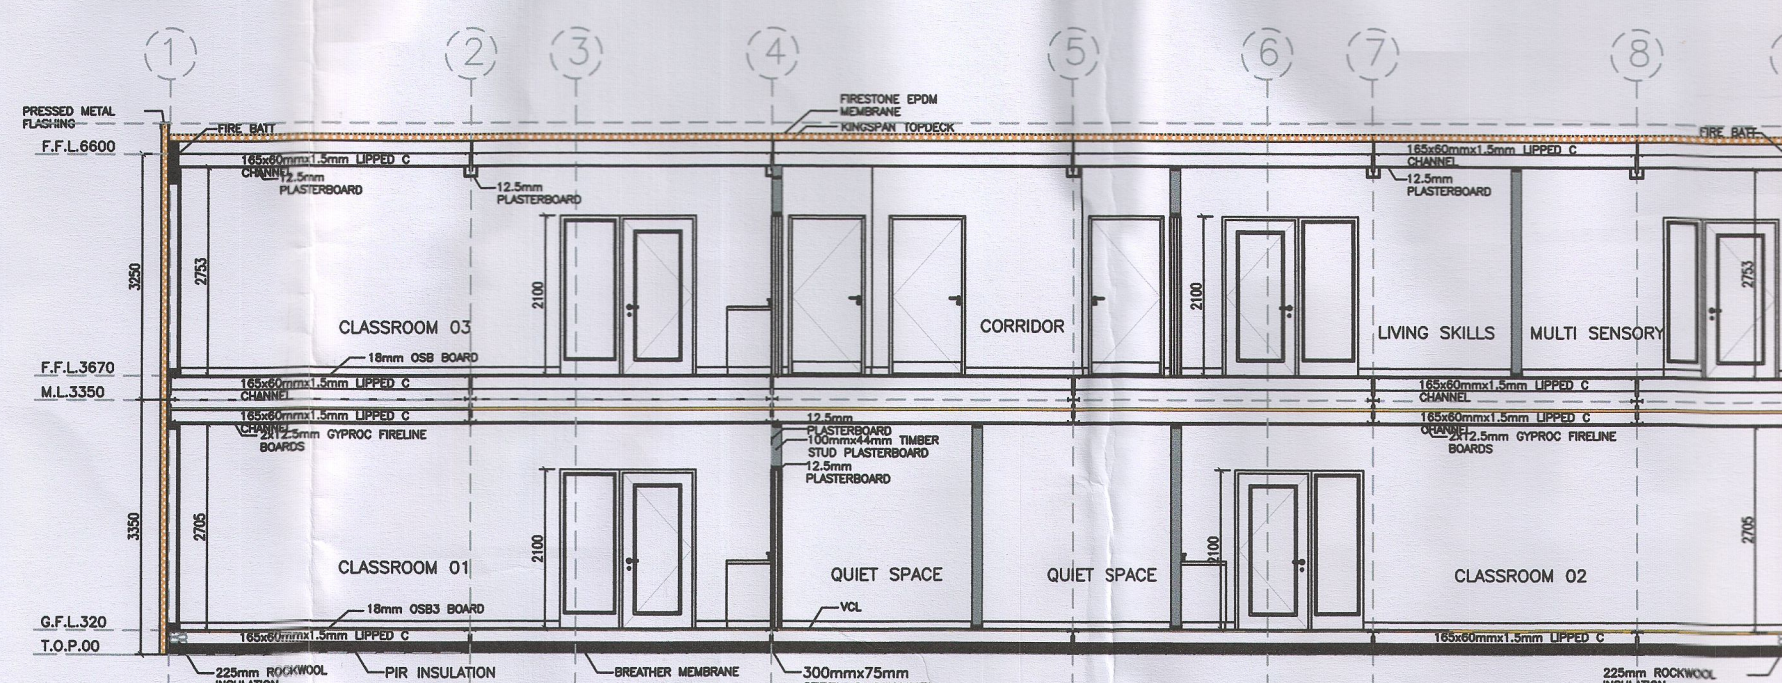 1 2 3 4 5 6 7 8
PRESSED METAL
FLASHING
FIRE BATT
FIRESTONE EPDM
MEMBRANE
KINGSPAN TOPDECK
FIRE BATT
F.F.L.6600
165x60mmx1.5mm LIPPED C
CHANNEL
12.5mm
PLASTERBOARD
12.5mm
PLASTERBOARD
165x60mmx1.5mm LIPPED C
CHANNEL
12.5mm
PLASTERBOARD
3250
2753
2100
2100
2753
CLASSROOM 03
CORRIDOR
LIVING SKILLS
MULTI SENSORY
18mm OSB BOARD
F.F.L.3670
M.L.3350
165x60mmx1.5mm LIPPED C
CHANNEL
165x60mmx1.5mm LIPPED C
CHANNEL
165x60mmx1.5mm LIPPED C
CHANNEL
2x12.5mm GYPROC FIRELINE
BOARDS
12.5mm
PLASTERBOARD
100mmx44mm TIMBER
STUD PLASTERBOARD
12.5mm
PLASTERBOARD
165x60mmx1.5mm LIPPED C
CHANNEL
2x12.5mm GYPROC FIRELINE
BOARDS
3350
2705
2100
2100
2705
CLASSROOM 01
QUIET SPACE
QUIET SPACE
CLASSROOM 02
18mm OSB3 BOARD
VCL
G.F.L.320
T.O.P.00
165x60mmx1.5mm LIPPED C
165x60mmx1.5mm LIPPED C
225mm ROCKWOOL
INSULATION
PIR INSULATION
BREATHER MEMBRANE
300mmx75mm
225mm ROCKWOOL
INSULATION